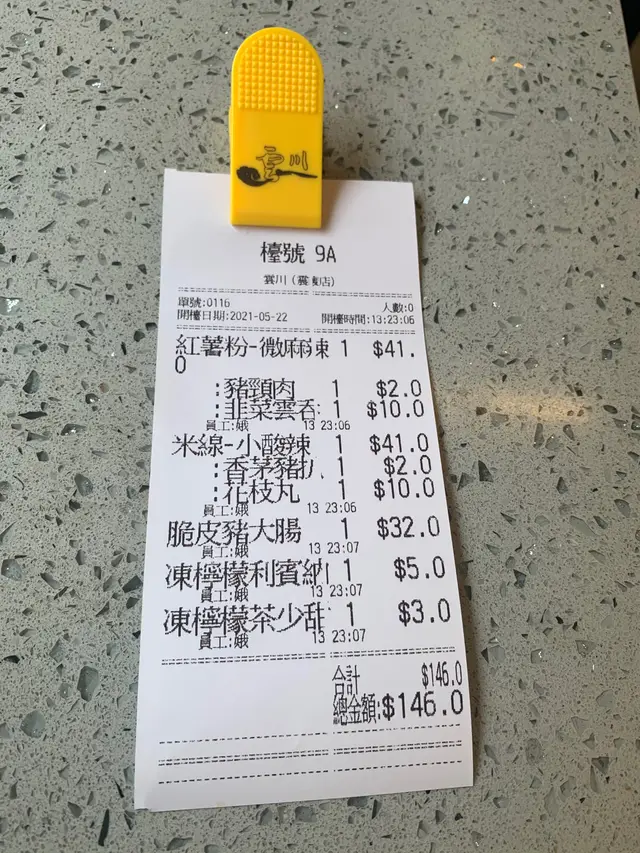 雲川
檯號 9A
雲川(店)
單號:0116 人數:0
開檯日期:2021-05-22 開檯時間:13:23:06
紅薯粉-微麻辣 1 $41.
0
:豬頸肉 1 $2.0
:韭菜雲吞 1 $10.0
員工:娥 13 23:06
米線-小酸辣 1 $41.0
:香茅豬扒 1 $2.0
:花枝丸 1 $10.0
員工:娥 13 23:06
脆皮豬大腸 1 $32.0
員工:娥 13 23:07
凍檸檬利賓納 1 $5.0
員工:娥 13 23:07
凍檸檬茶少甜 1 $3.0
員工:娥 13 23:07
合計 $146.0
總金額:$146.0